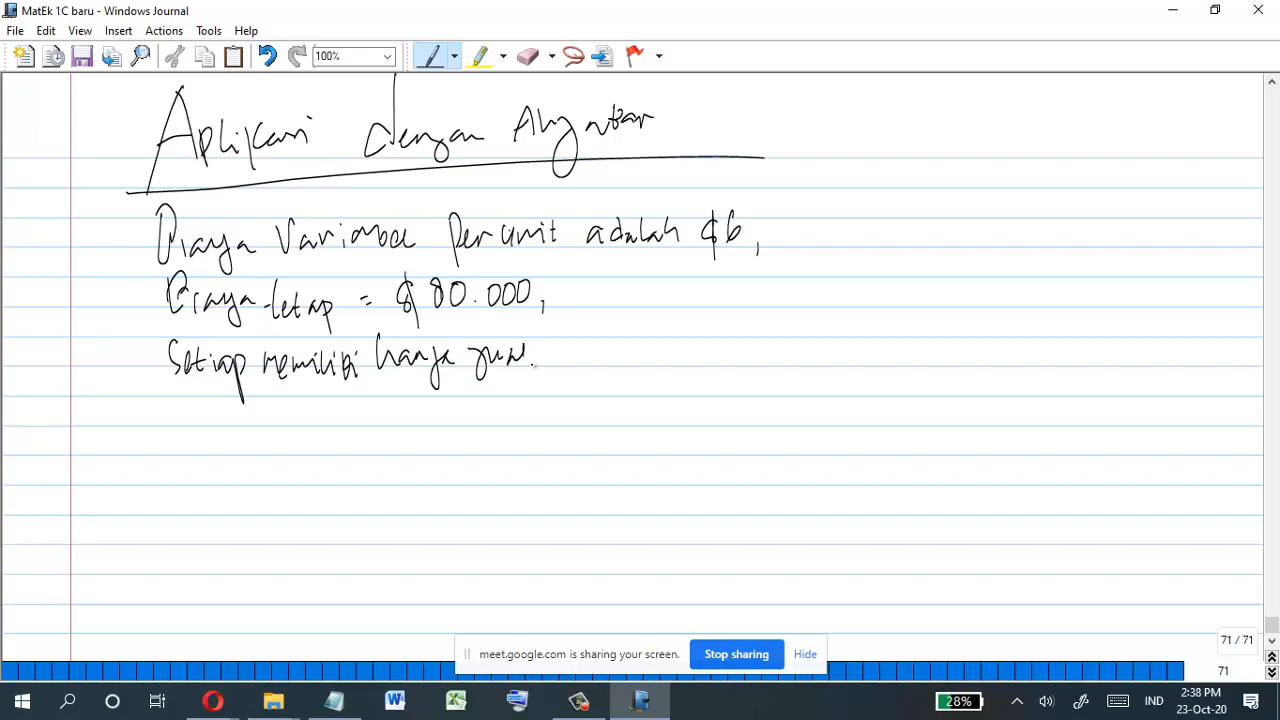 MatEk 1C baru - Windows Journal
File Edit View Insert Actions Tools Help
100%
Aplikasi dengan
Biaya Variabel per unit adalah $6,
Biaya tetap = $80.000,
Setiap memiliki harga jual
71 / 71
meet.google.com is sharing your screen. Stop sharing Hide
71
28% IND 2:38 PM
23-Oct-20